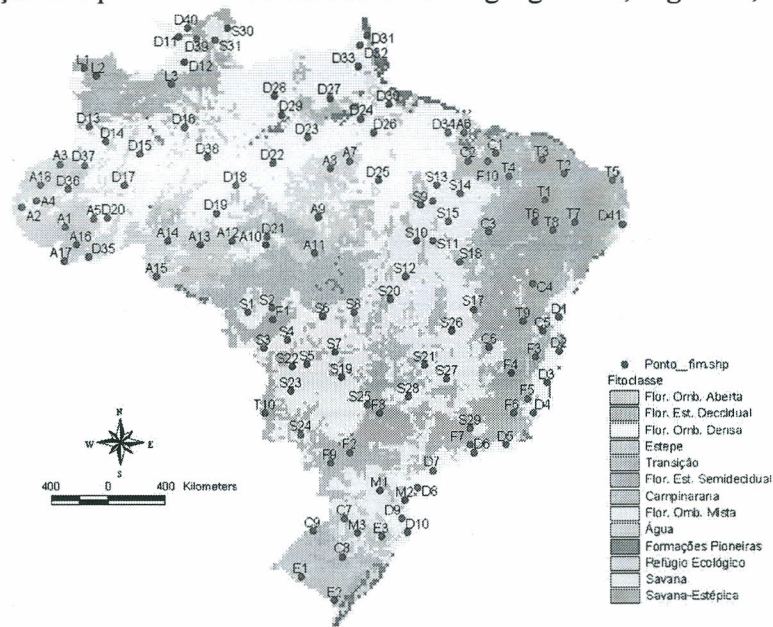 D40
S30
D11
D39
S31
D31
D32
D12
D33
L1
L2
L3
D28
D27
D30
D29
D24
D13
D16
D26
D34 A6
D14
D23
D15
D38
C1
A3
D37
D22
A8
A7
C2
F10
T3
T4
T2
D25
T5
A18
D36
D17
D18
S13
S14
A4
S9
T1
A2
A5
D20
D19
A9
S15
T6
T7
D41
A1
T8
A16
A14
A13
A12
A10
D21
S10
S11
C3
A17
D35
A11
S18
A15
S12
C4
S20
S1
S2
F1
S6
S8
S17
T9
D1
C5
S26
S4
S3
C6
F3
D2
S7
S22
S5
S21
F4
S19
S27
D3
S23
S28
F5
T10
S25
F8
F6
D4
S24
S29
F7
D6
D5
F9
F2
D7
M1
D8
M2
C7
D9
D10
C9
M3
E3
C8
E1
E2
N
W
E
S
400 0 400 Kilometers
Ponto_fim.shp
Fitoclasse
Flor. Omb. Aberta
Flor. Est. Decidual
Flor. Omb. Densa
Estepe
Transição
Flor. Est. Semidecidual
Campinarana
Flor. Omb. Mista
Água
Formações Pioneiras
Refúgio Ecológico
Savana
Savana-Estépica